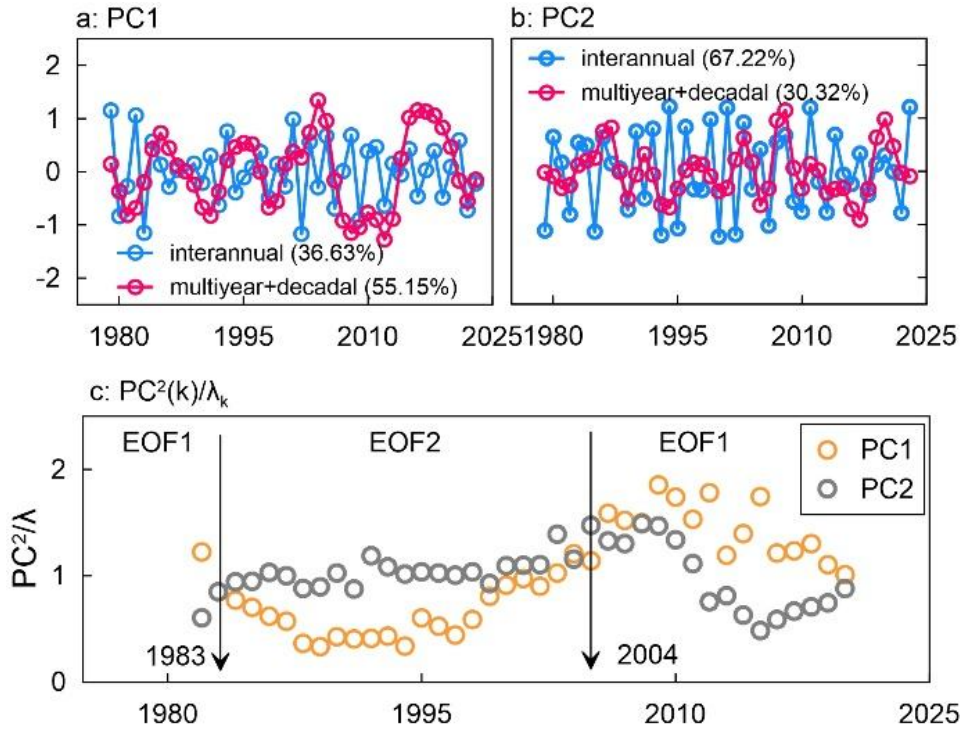 a: PC1
b: PC2
2
1
0
-1
-2
interannual (36.63%)
multiyear+decadal (55.15%)
interannual (67.22%)
multiyear+decadal (30.32%)
1980
1995
2010
2025
1980
1995
2010
2025
c: PC²(k)/λₖ
EOF1
EOF2
EOF1
PC1
PC2
PC²/λ
2
1
0
1983
2004
1980
1995
2010
2025